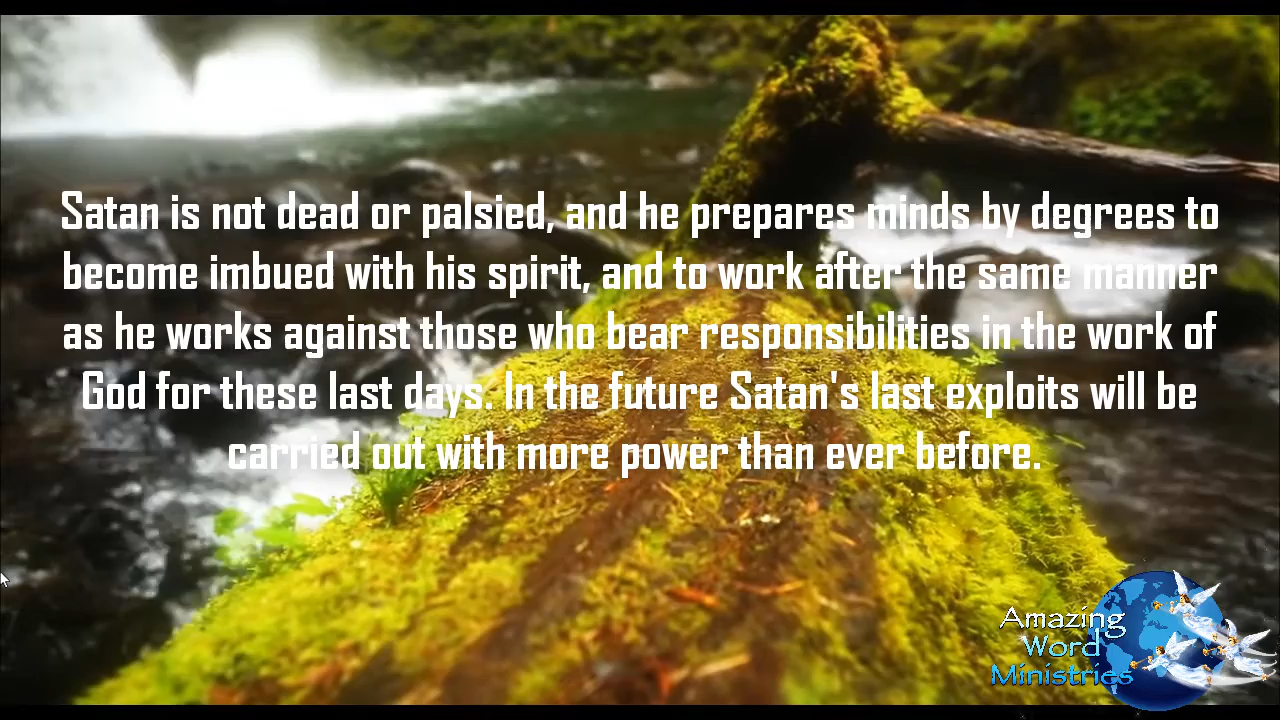 Satan is not dead or palsied, and he prepares minds by degrees to
become imbued with his spirit, and to work after the same manner
as he works against those who bear responsibilities in the work of
God for these last days. In the future Satan's last exploits will be
carried out with more power than ever before.
Amazing
Word
Ministries